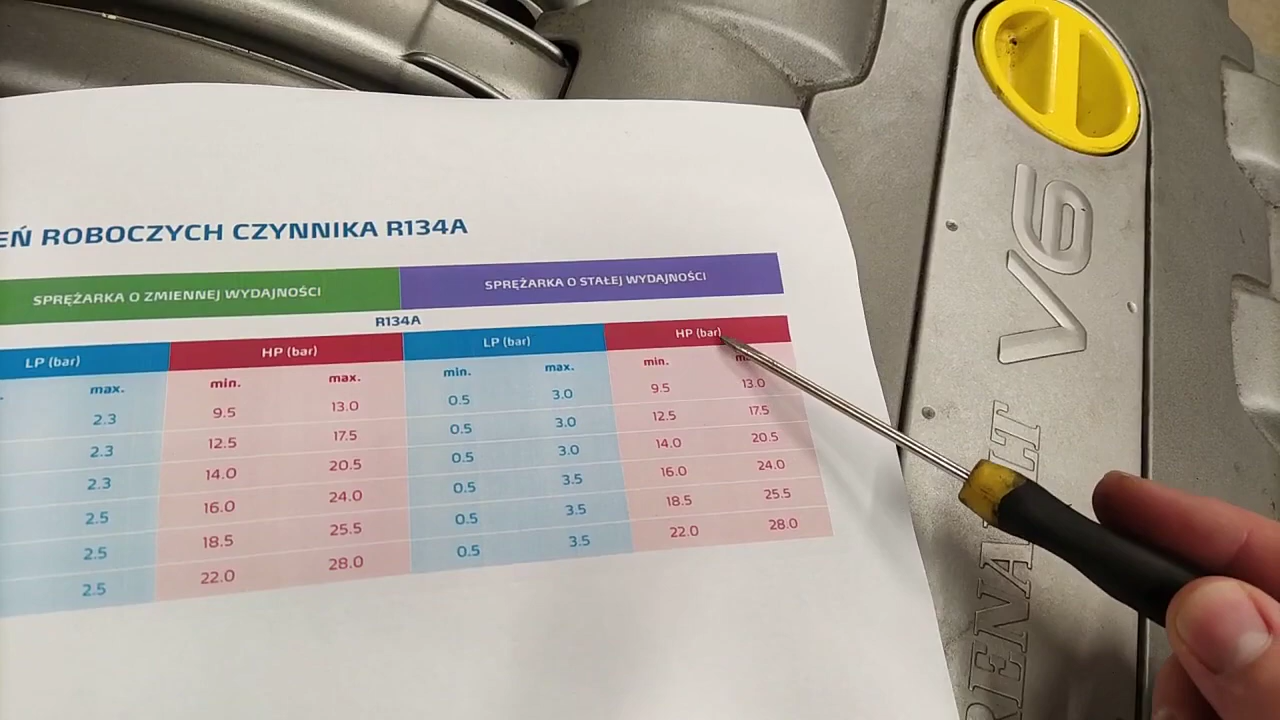 EŃ ROBOCZYCH CZYNNIKA R134A
SPRĘŻARKA O ZMIENNEJ WYDAJNOŚCI SPRĘŻARKA O STAŁEJ WYDAJNOŚCI
R134A
LP (bar) HP (bar) LP (bar) HP (bar)
max. min. max. min. max. min.
2.3 9.5 13.0 0.5 3.0 9.5 13.0
2.3 12.5 17.5 0.5 3.0 12.5 17.5
2.3 14.0 20.5 0.5 3.0 14.0 20.5
2.5 16.0 24.0 0.5 3.5 16.0 24.0
2.5 18.5 25.5 0.5 3.5 18.5 25.5
2.5 22.0 28.0 0.5 3.5 22.0 28.0
V6
RENAULT